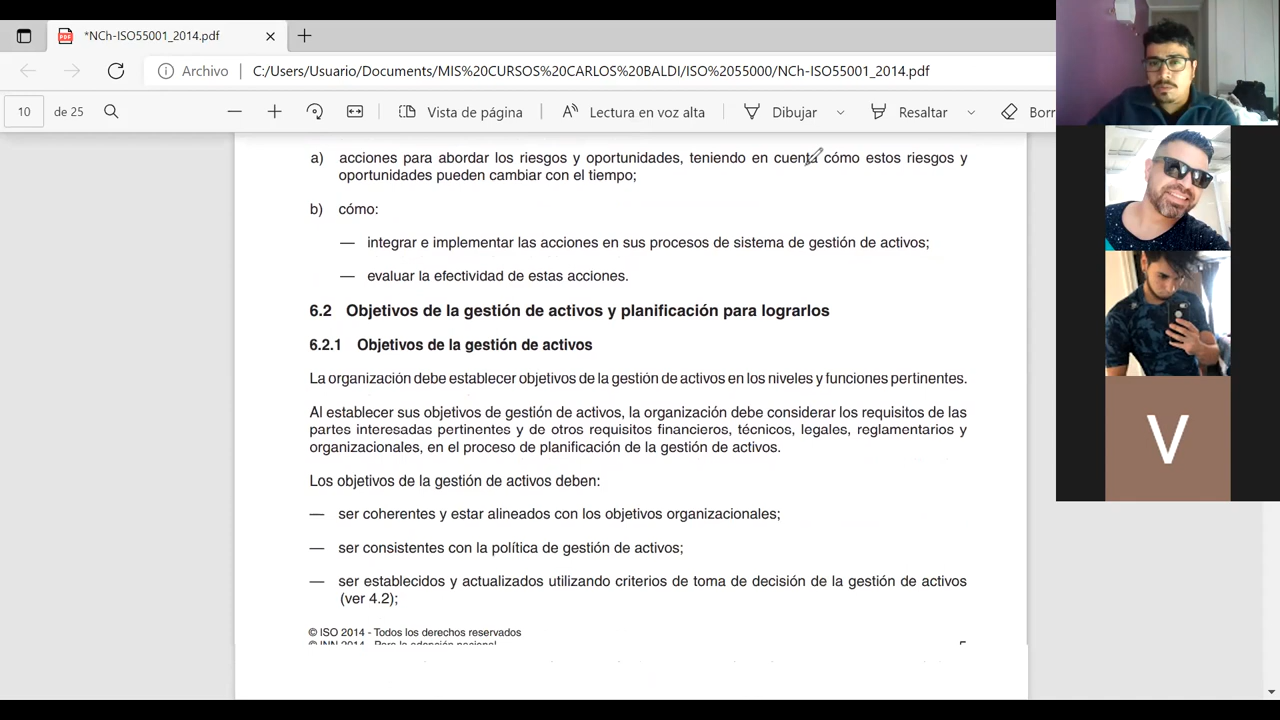 *NCh-ISO55001_2014.pdf
Archivo
C:/Users/Usuario/Documents/MIS%20CURSOS%20CARLOS%20BALDI/ISO%2055000/NCh-ISO55001_2014.pdf
10 de 25
Vista de página
Lectura en voz alta
Dibujar
Resaltar
Borr
a) acciones para abordar los riesgos y oportunidades, teniendo en cuenta cómo estos riesgos y
oportunidades pueden cambiar con el tiempo;
b) cómo:
— integrar e implementar las acciones en sus procesos de sistema de gestión de activos;
— evaluar la efectividad de estas acciones.
6.2 Objetivos de la gestión de activos y planificación para lograrlos
6.2.1 Objetivos de la gestión de activos
La organización debe establecer objetivos de la gestión de activos en los niveles y funciones pertinentes.
Al establecer sus objetivos de gestión de activos, la organización debe considerar los requisitos de las
partes interesadas pertinentes y de otros requisitos financieros, técnicos, legales, reglamentarios y
organizacionales, en el proceso de planificación de la gestión de activos.
Los objetivos de la gestión de activos deben:
— ser coherentes y estar alineados con los objetivos organizacionales;
— ser consistentes con la política de gestión de activos;
— ser establecidos y actualizados utilizando criterios de toma de decisión de la gestión de activos
(ver 4.2);
© ISO 2014 - Todos los derechos reservados
© INN 2014 - Para la adopción nacional
5
V